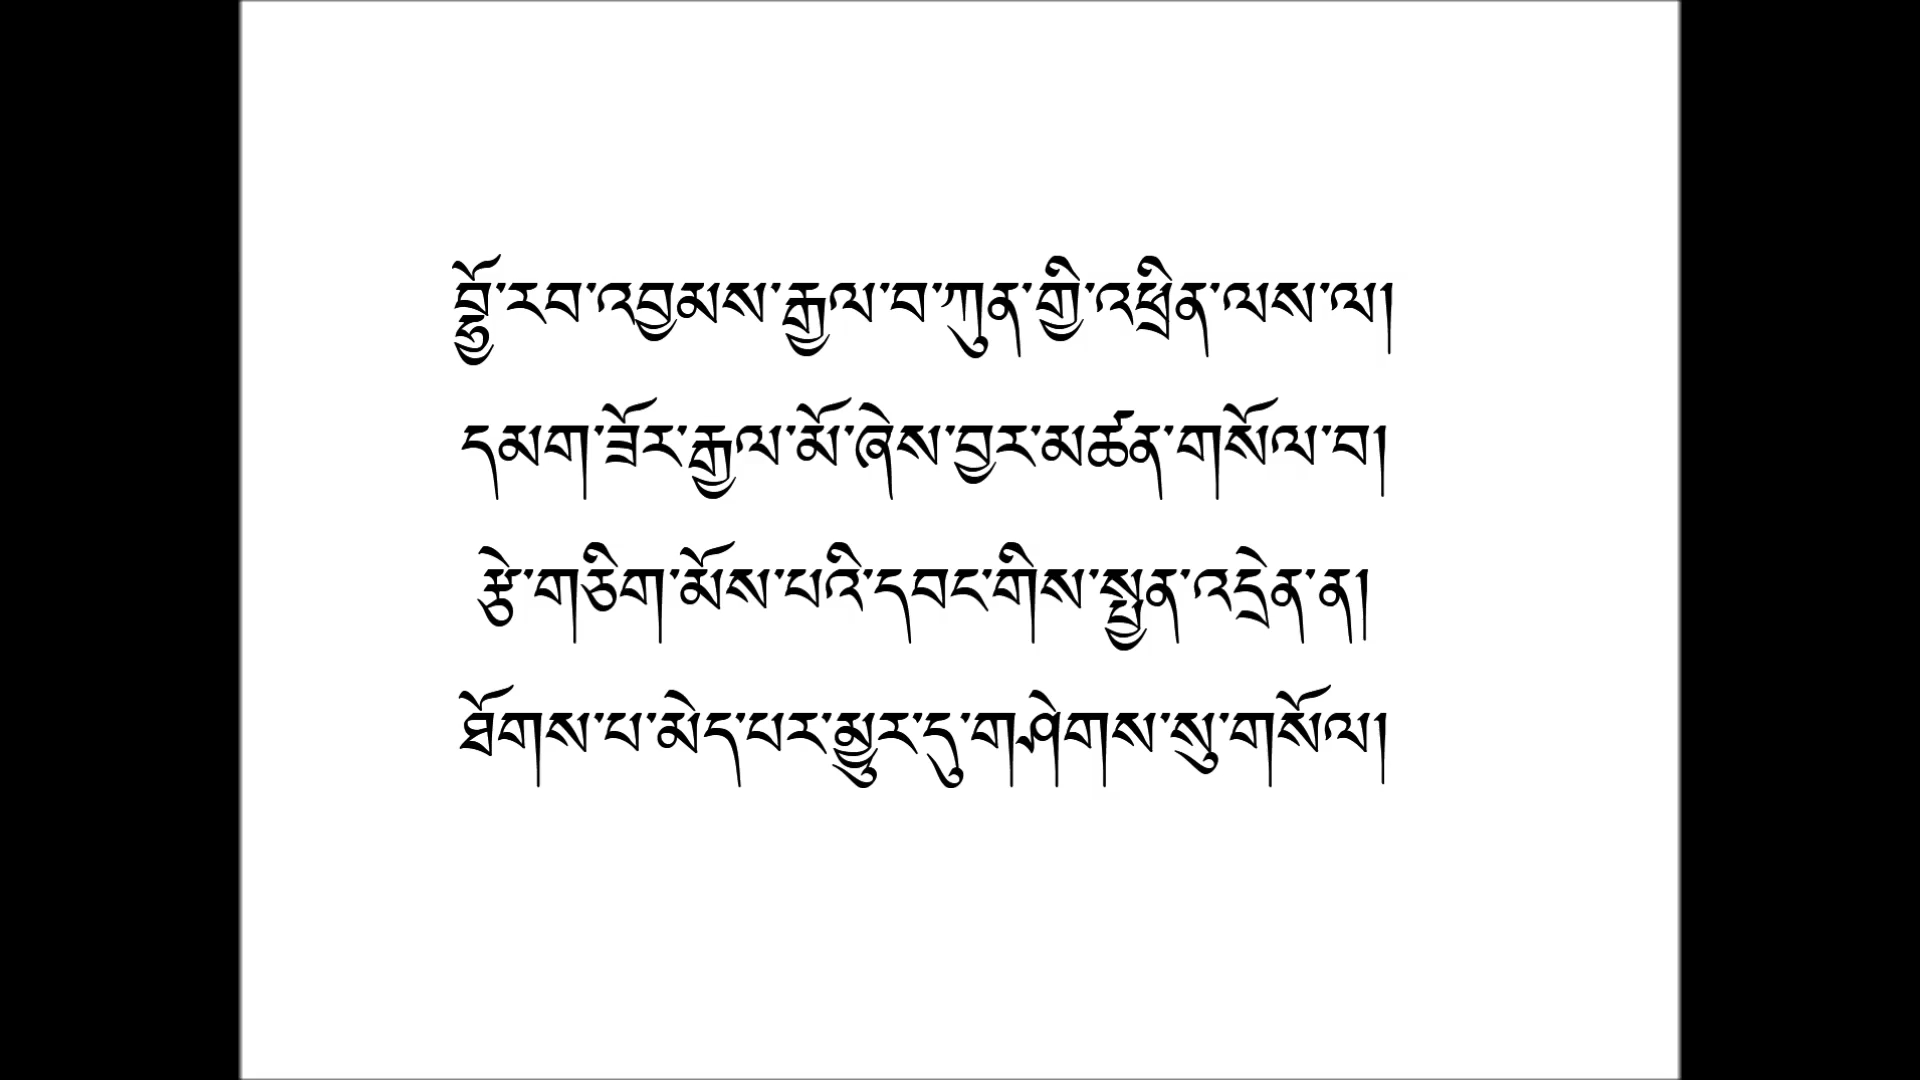 བྷྱོ་རབ་འབྱམས་རྒྱལ་བ་ཀུན་གྱི་འཕྲིན་ལས་ལ།
དམག་ཟོར་རྒྱལ་མོ་ཞེས་བྱར་མཚན་གསོལ་བ།
རྩེ་གཅིག་མོས་པའི་དབང་གིས་སྤྱན་འདྲེན་ན།
ཐོགས་པ་མེད་པར་མྱུར་དུ་གཤེགས་སུ་གསོལ།